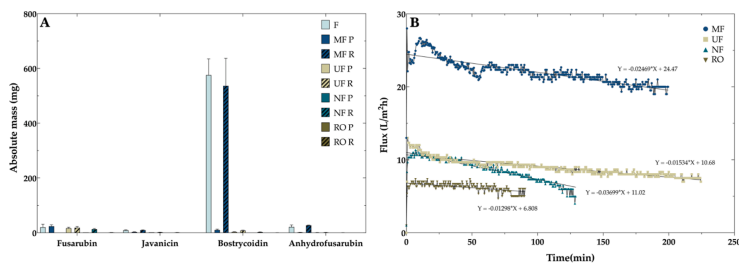 A
Absolute mass (mg)
800
600
400
200
0
Fusarubin
Javanicin
Bostrycoidin
Anhydrofusarubin
F
MF P
MF R
UF P
UF R
NF P
NF R
RO P
RO R
B
Flux (L/m²h)
30
20
10
0
0
50
100
150
200
Time(min)
MF
UF
NF
RO
Y = -0.02469*X + 24.47
Y = -0.01534*X + 10.68
Y = -0.03699*X + 11.02
Y = -0.01298*X + 6.808